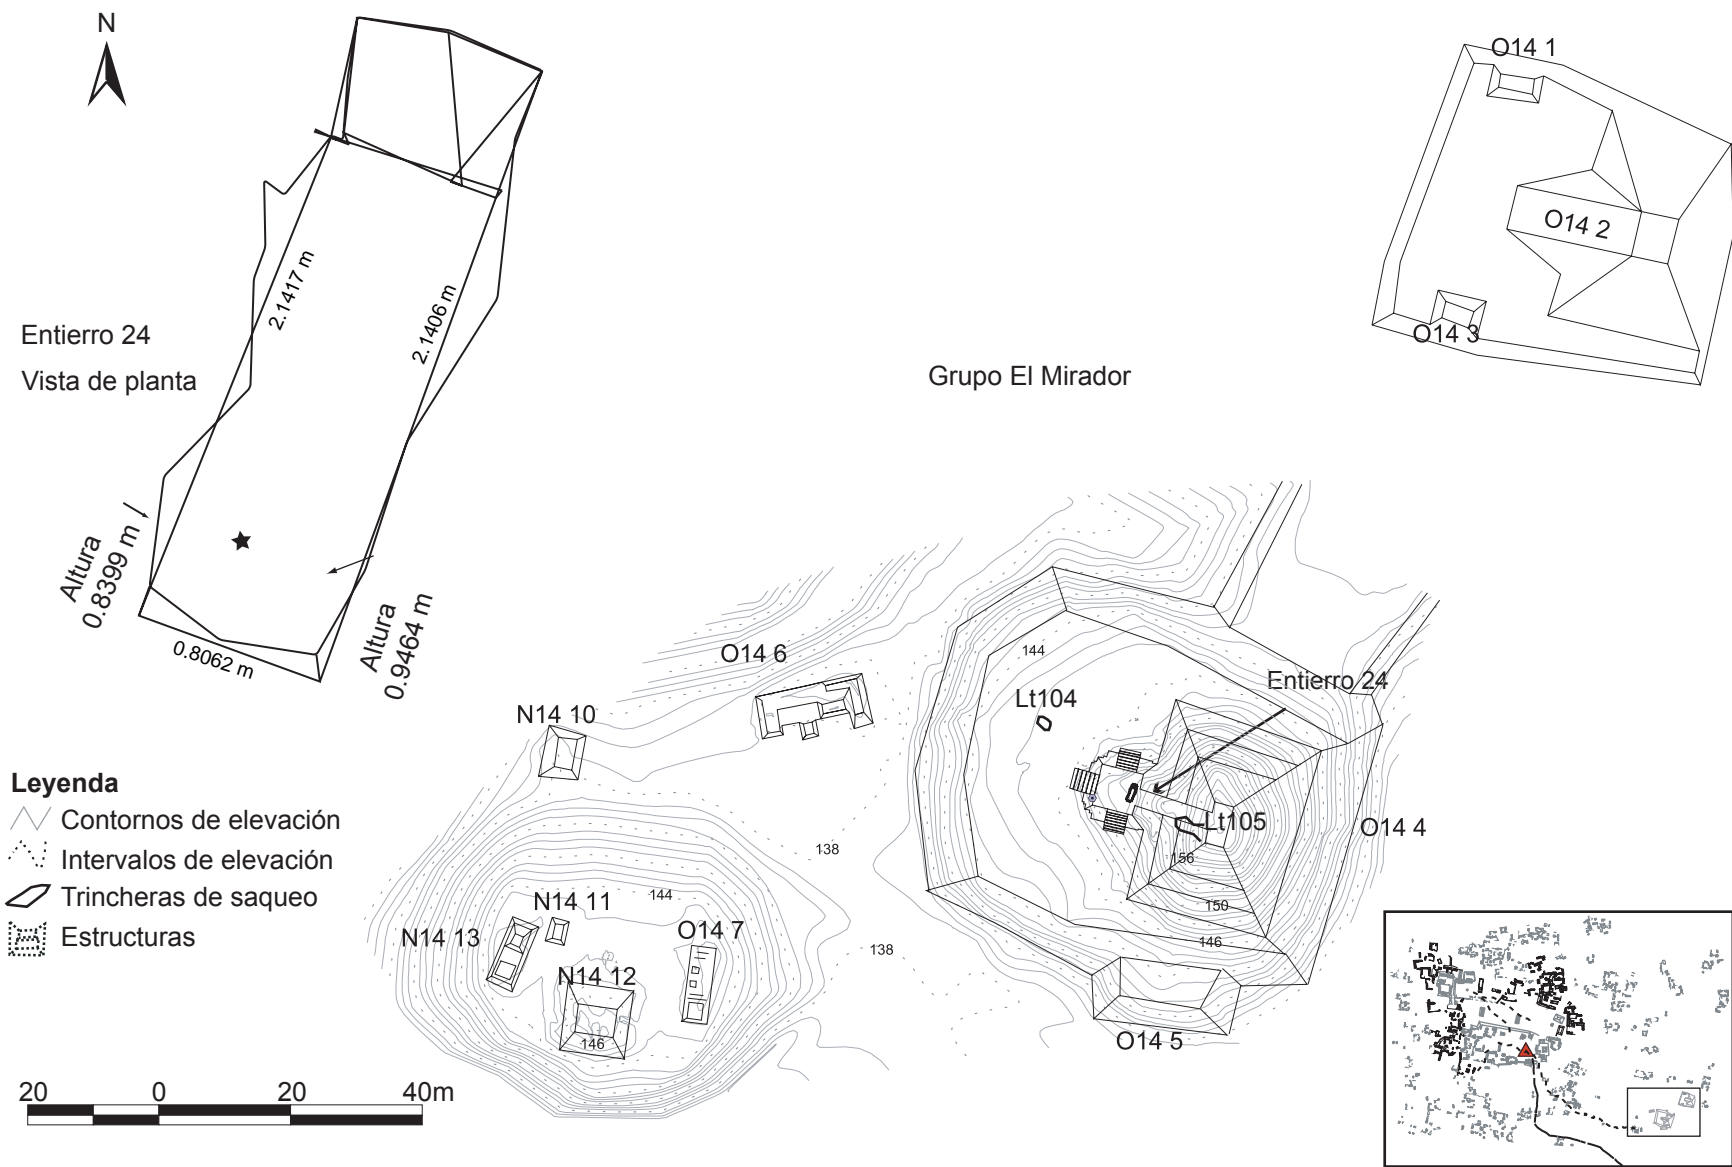 N
O14 1
O14 2
O14 3
2.1417 m
2.1406 m
Entierro 24
Vista de planta
Grupo El Mirador
Altura
0.8399 m
0.8062 m
Altura
0.9464 m
O14 6
N14 10
144
Lt104
Entierro 24
Lt105
O14 4
156
150
146
138
138
144
N14 11
N14 13
O14 7
N14 12
146
O14 5
Leyenda
Contornos de elevación
Intervalos de elevación
Trincheras de saqueo
Estructuras
20 0 20 40m